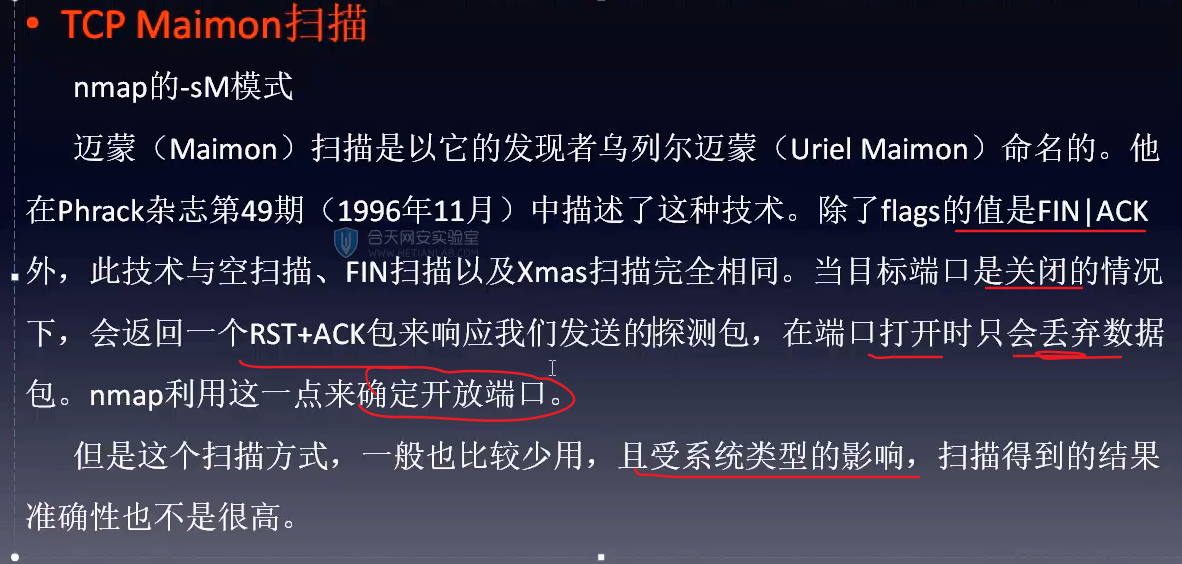 • TCP Maimon扫描
nmap的-sM模式
迈蒙（Maimon）扫描是以它的发现者乌列尔迈蒙（Uriel Maimon）命名的。他
在Phrack杂志第49期（1996年11月）中描述了这种技术。除了flags的值是FIN|ACK
合天网安实验室
WWW.HETIANLAB.COM
外，此技术与空扫描、FIN扫描以及Xmas扫描完全相同。当目标端口是关闭的情况
下，会返回一个RST+ACK包来响应我们发送的探测包，在端口打开时只会丢弃数据
包。nmap利用这一点来确定开放端口。
但是这个扫描方式，一般也比较少用，且受系统类型的影响，扫描得到的结果
准确性也不是很高。